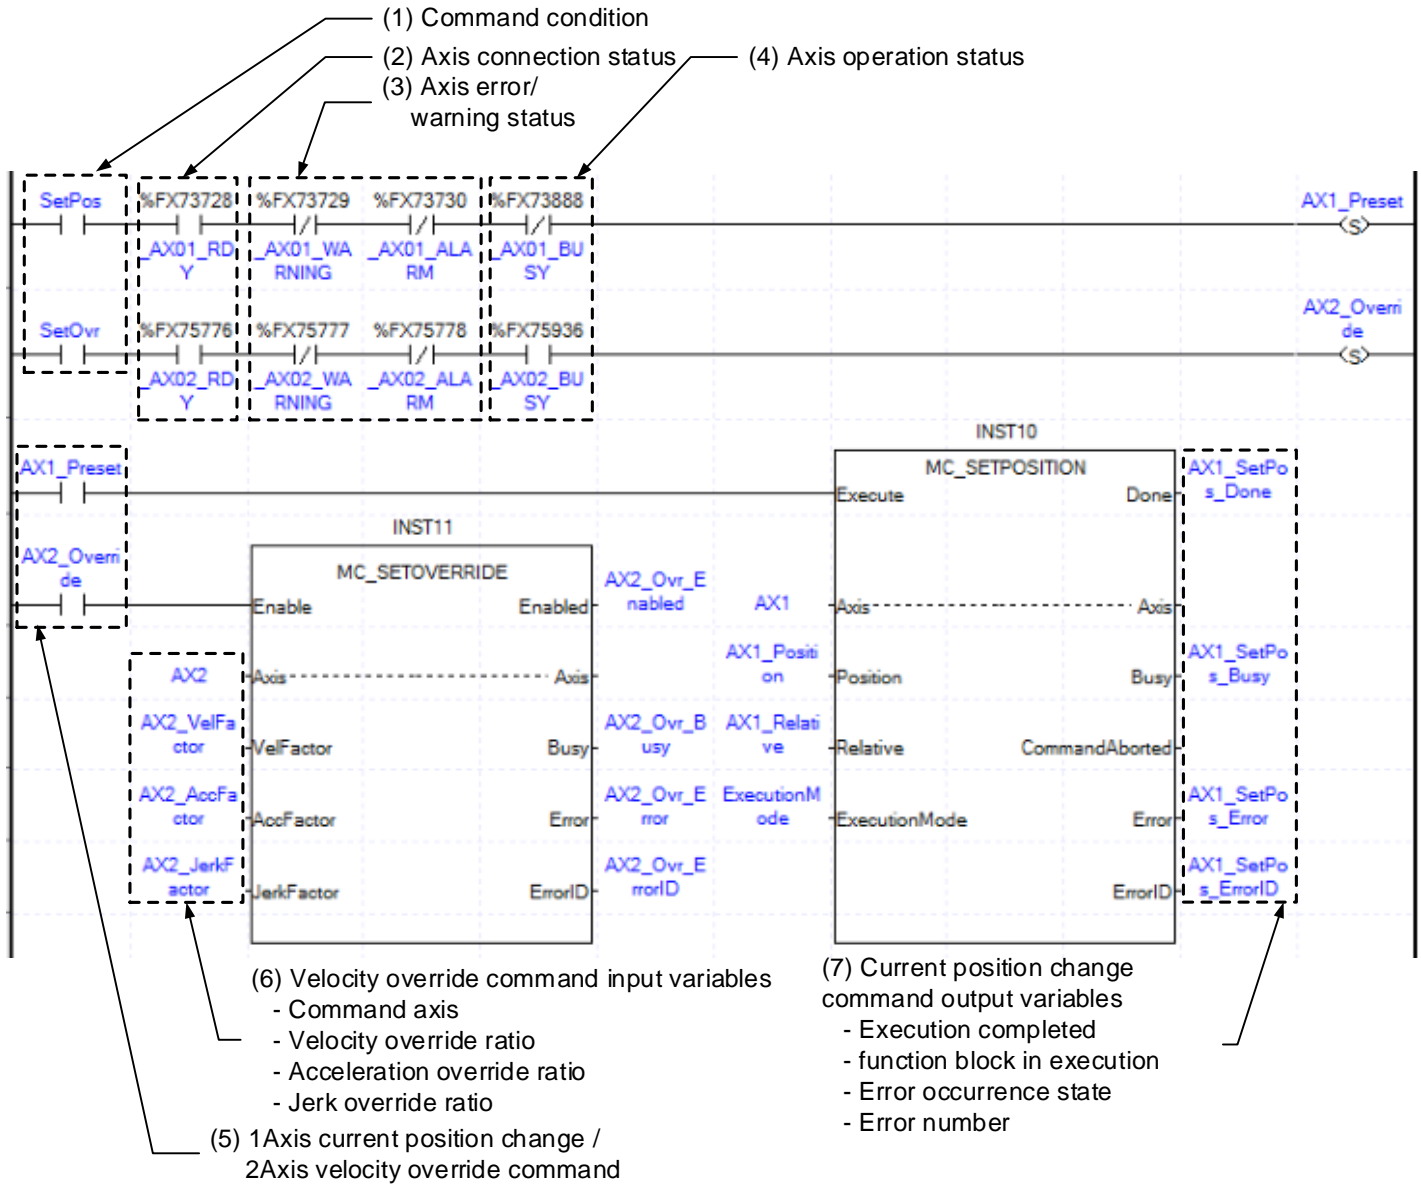 (1) Command condition
(2) Axis connection status
(4) Axis operation status
(3) Axis error/
warning status
SetPos
%FX73728
%FX73729
%FX73730
%FX73888
AX1_Preset
S
_AX01_RD
Y
_AX01_WA
RNING
_AX01_ALA
RM
_AX01_BU
SY
SetOvr
%FX75776
%FX75777
%FX75778
%FX75936
AX2_Overri
de
S
_AX02_RD
Y
_AX02_WA
RNING
_AX02_ALA
RM
_AX02_BU
SY
AX1_Preset
INST10
MC_SETPOSITION
Execute
Done
AX1_SetPo
s_Done
AX2_Overri
de
INST11
MC_SETOVERRIDE
Enable
Enabled
AX2_Ovr_E
nabled
AX1
Axis
Axis
AX2
Axis
Axis
AX1_Positi
on
Position
Busy
AX1_SetPo
s_Busy
AX2_VelFa
ctor
VelFactor
Busy
AX2_Ovr_B
usy
AX1_Relati
ve
Relative
CommandAborted
AX2_AccFa
ctor
AccFactor
Error
AX2_Ovr_E
rror
ExecutionM
ode
ExecutionMode
Error
AX1_SetPo
s_Error
AX2_JerkF
actor
JerkFactor
ErrorID
AX2_Ovr_E
rrorID
ErrorID
AX1_SetPo
s_ErrorID
(6) Velocity override command input variables
- Command axis
- Velocity override ratio
- Acceleration override ratio
- Jerk override ratio
(7) Current position change
command output variables
- Execution completed
- function block in execution
- Error occurrence state
- Error number
(5) 1Axis current position change /
2Axis velocity override command